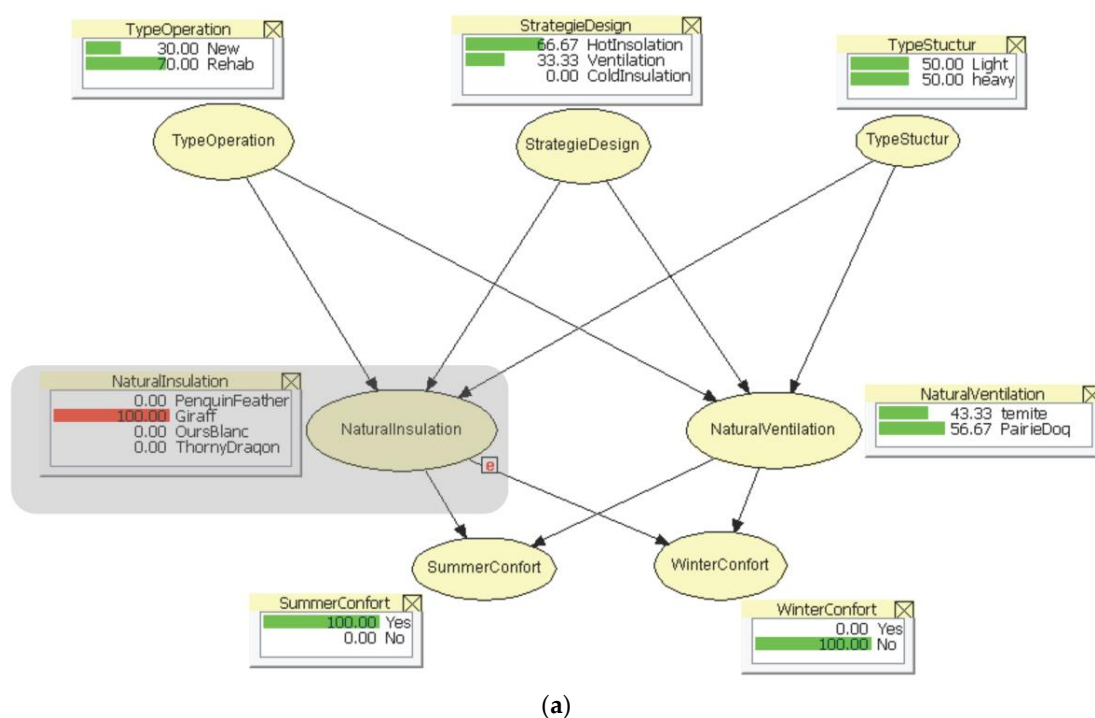 TypeOperation
30.00 New
70.00 Rehab
StrategieDesign
66.67 HotInsolation
33.33 Ventilation
0.00 ColdInsulation
TypeStuctur
50.00 Light
50.00 heavy
TypeOperation
StrategieDesign
TypeStuctur
NaturalInsulation
0.00 PenquinFeather
100.00 Giraff
0.00 OursBlanc
0.00 ThornyDraqon
NaturalInsulation
e
NaturalVentilation
NaturalVentilation
43.33 temite
56.67 PairieDoq
SummerConfort
WinterConfort
SummerConfort
100.00 Yes
0.00 No
WinterConfort
0.00 Yes
100.00 No
(a)